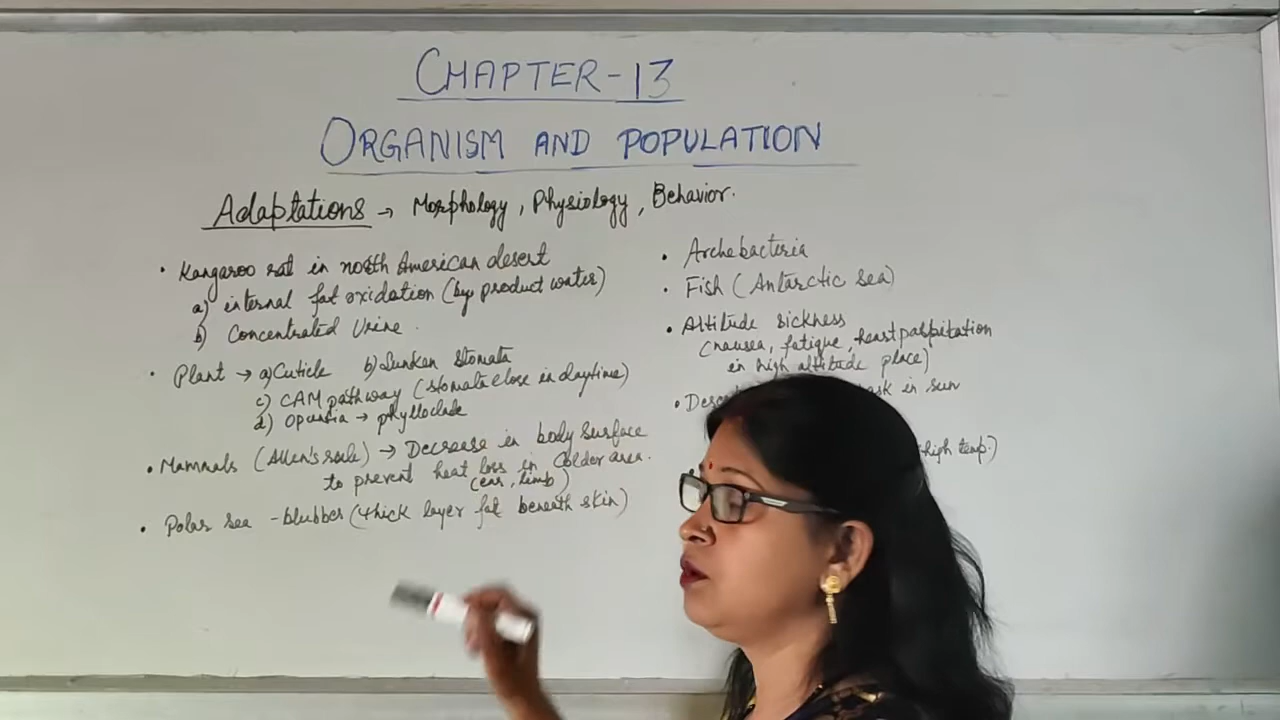 CHAPTER-13
ORGANISM AND POPULATION
Adaptations → Morphology, Physiology, Behavior.
• Kangaroo rat in north American desert
a) internal fat oxidation (by product water)
b) Concentrated Urine.
• Plant → a) Cuticle b) Sunken Stomata
c) CAM pathway (stomata close in daytime)
d) Opuntia → phylloclade
• Mammals (Allen's rule) → Decrease in body surface
to prevent heat loss in Colder area.
(ear, limb)
• Polar sea - blubber (thick layer fat beneath skin)
• Archebacteria
• Fish (Antarctic sea)
• Altitude sickness
(nausea, fatigue, heart palpitation
in high altitude place)
• in sun
high temp.)